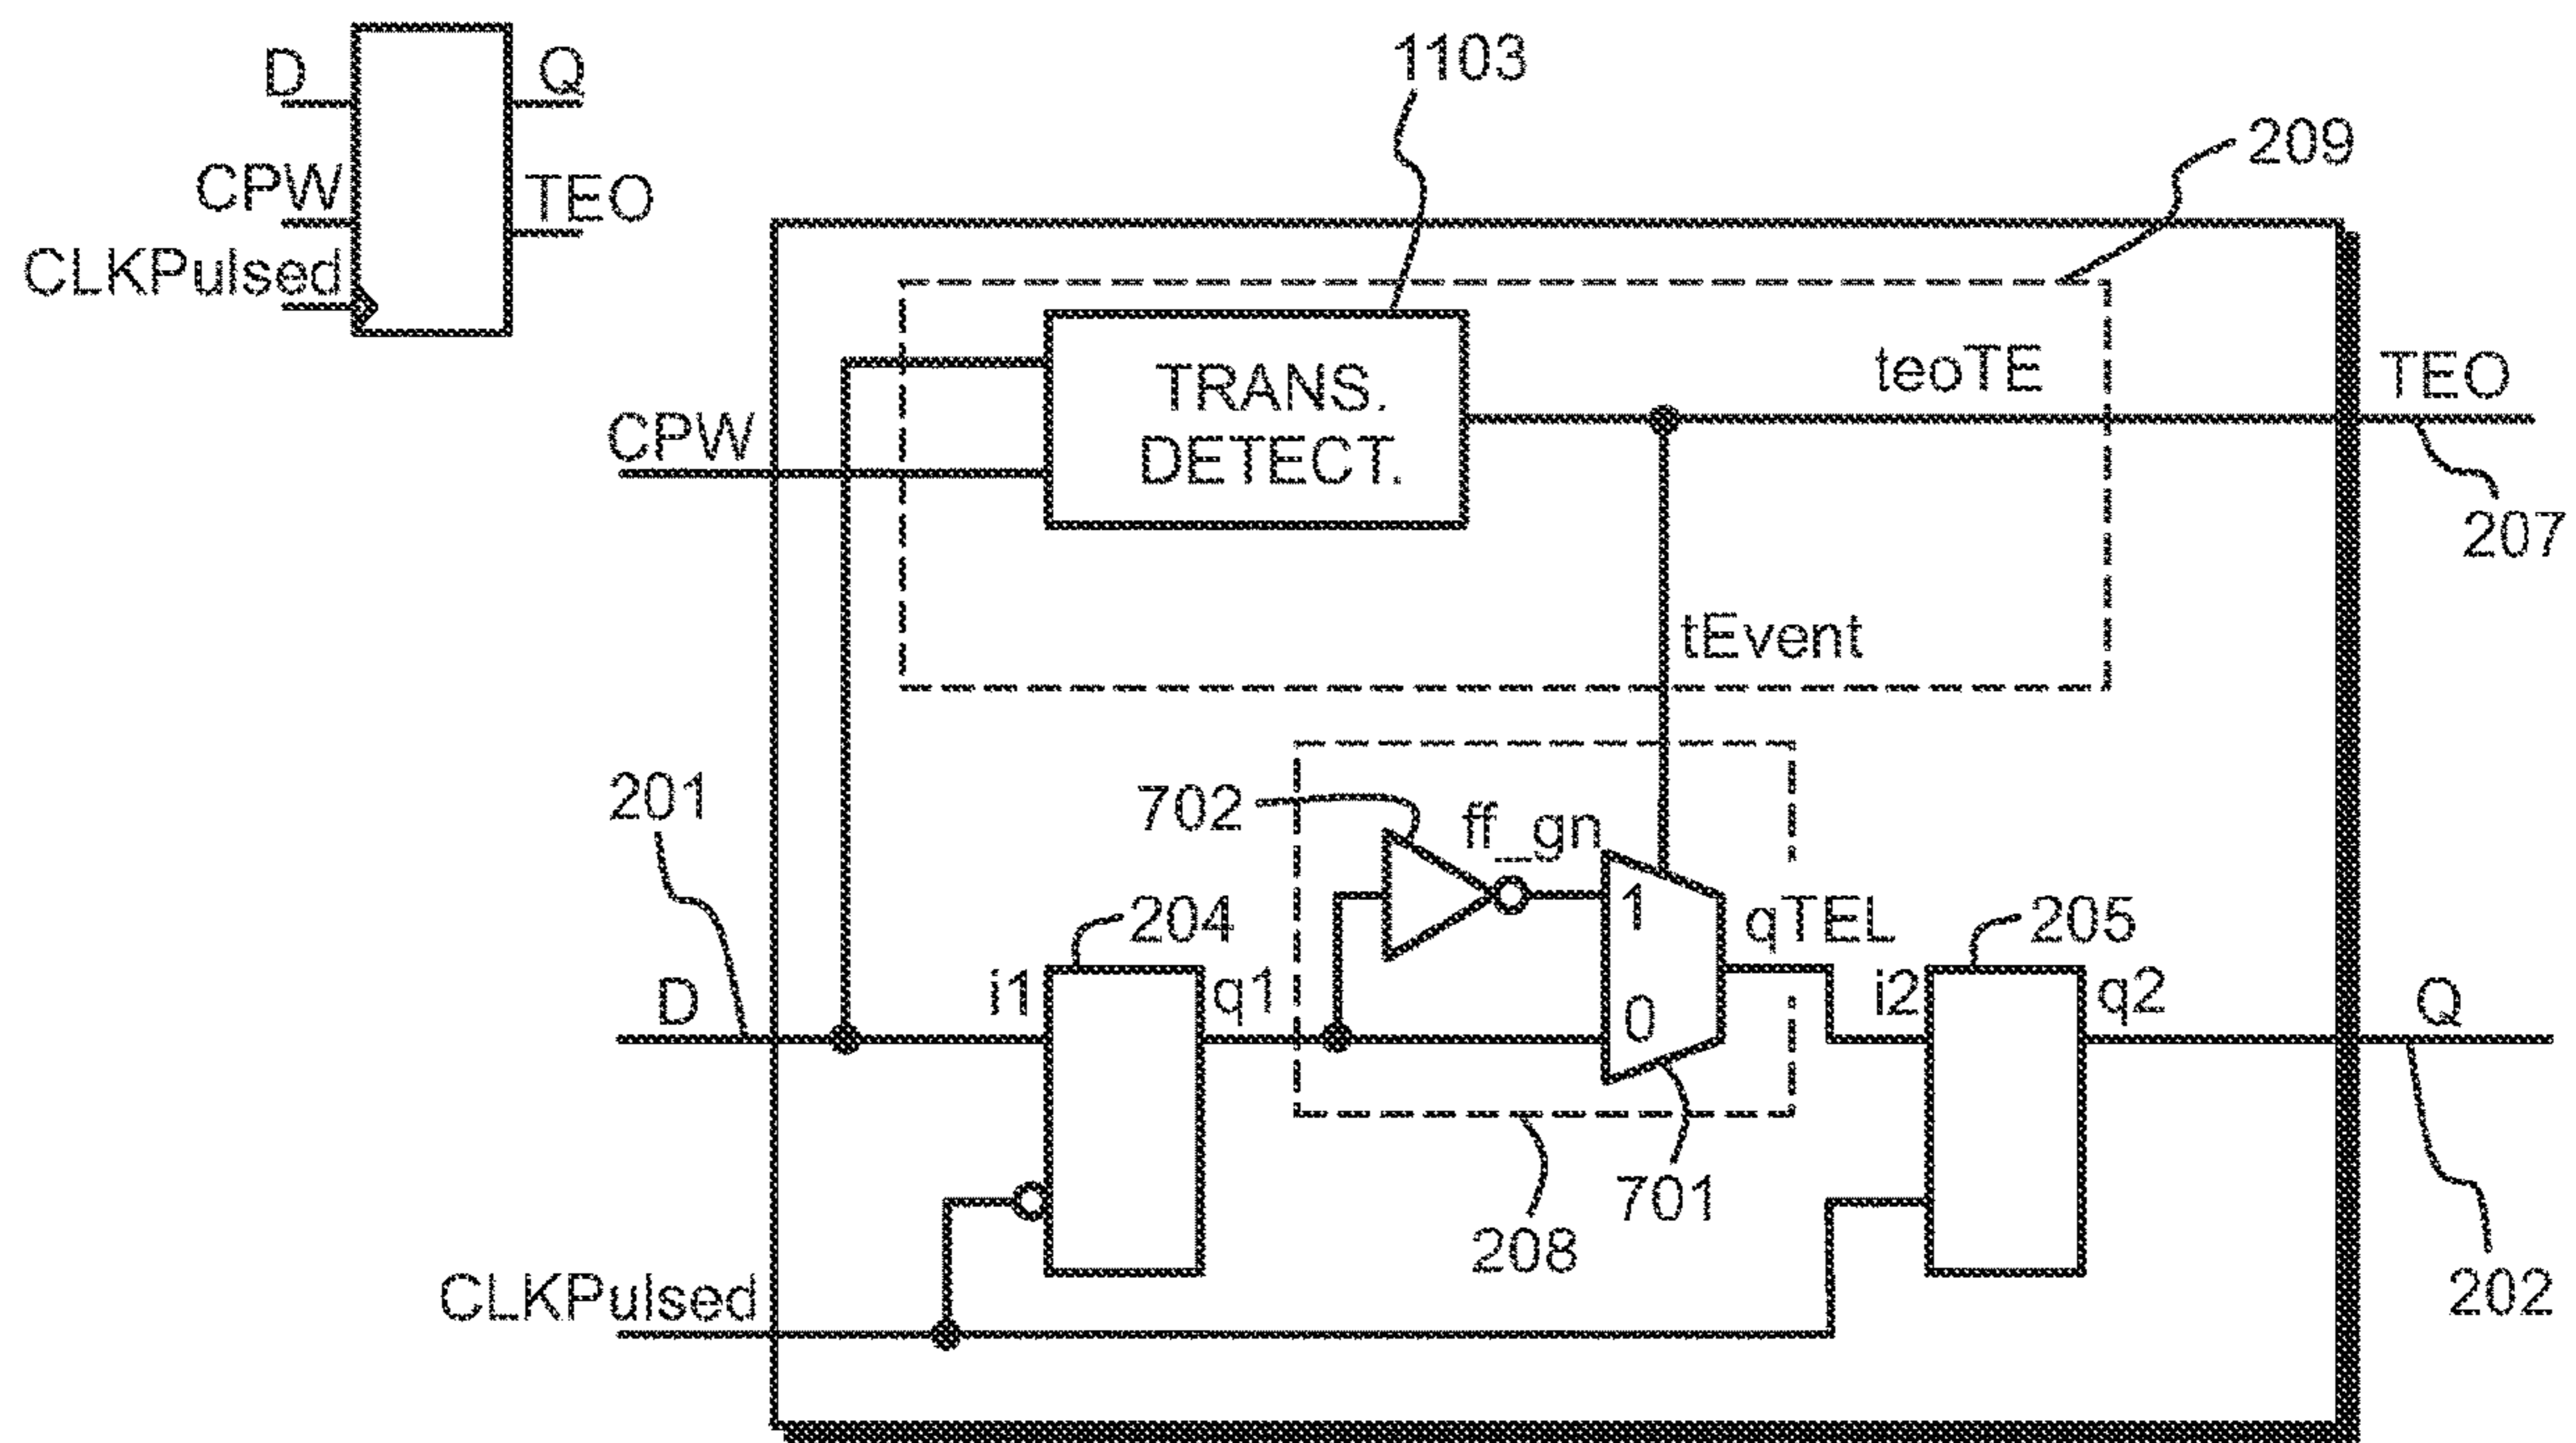 D
Q
CPW
TEO
CLKPulsed
1103
209
TRANS.
DETECT.
teoTE
TEO
CPW
207
tEvent
201
702
ff_gn
1
204
qTEL
205
D
i1
q1
0
i2
q2
Q
701
208
CLKPulsed
202